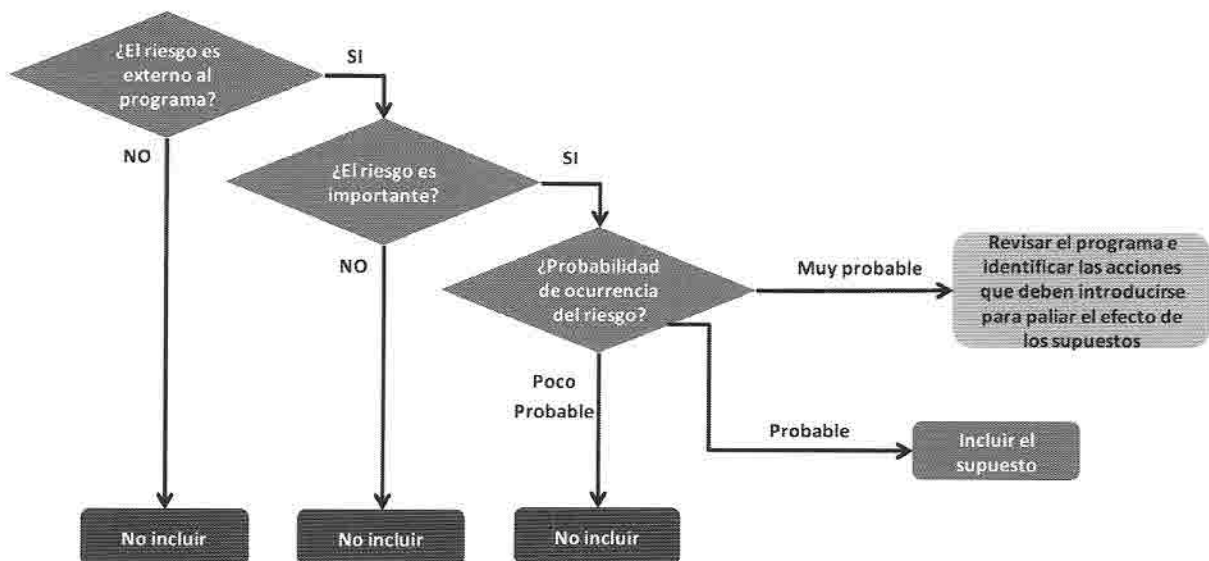 ¿El riesgo es
externo al
programa?
SI
NO
¿El riesgo es
importante?
SI
NO
¿Probabilidad
de ocurrencia
del riesgo?
Muy probable
Revisar el programa e
identificar las acciones
que deben introducirse
para paliar el efecto de
los supuestos
Poco
Probable
Probable
Incluir el
supuesto
No incluir
No incluir
No incluir